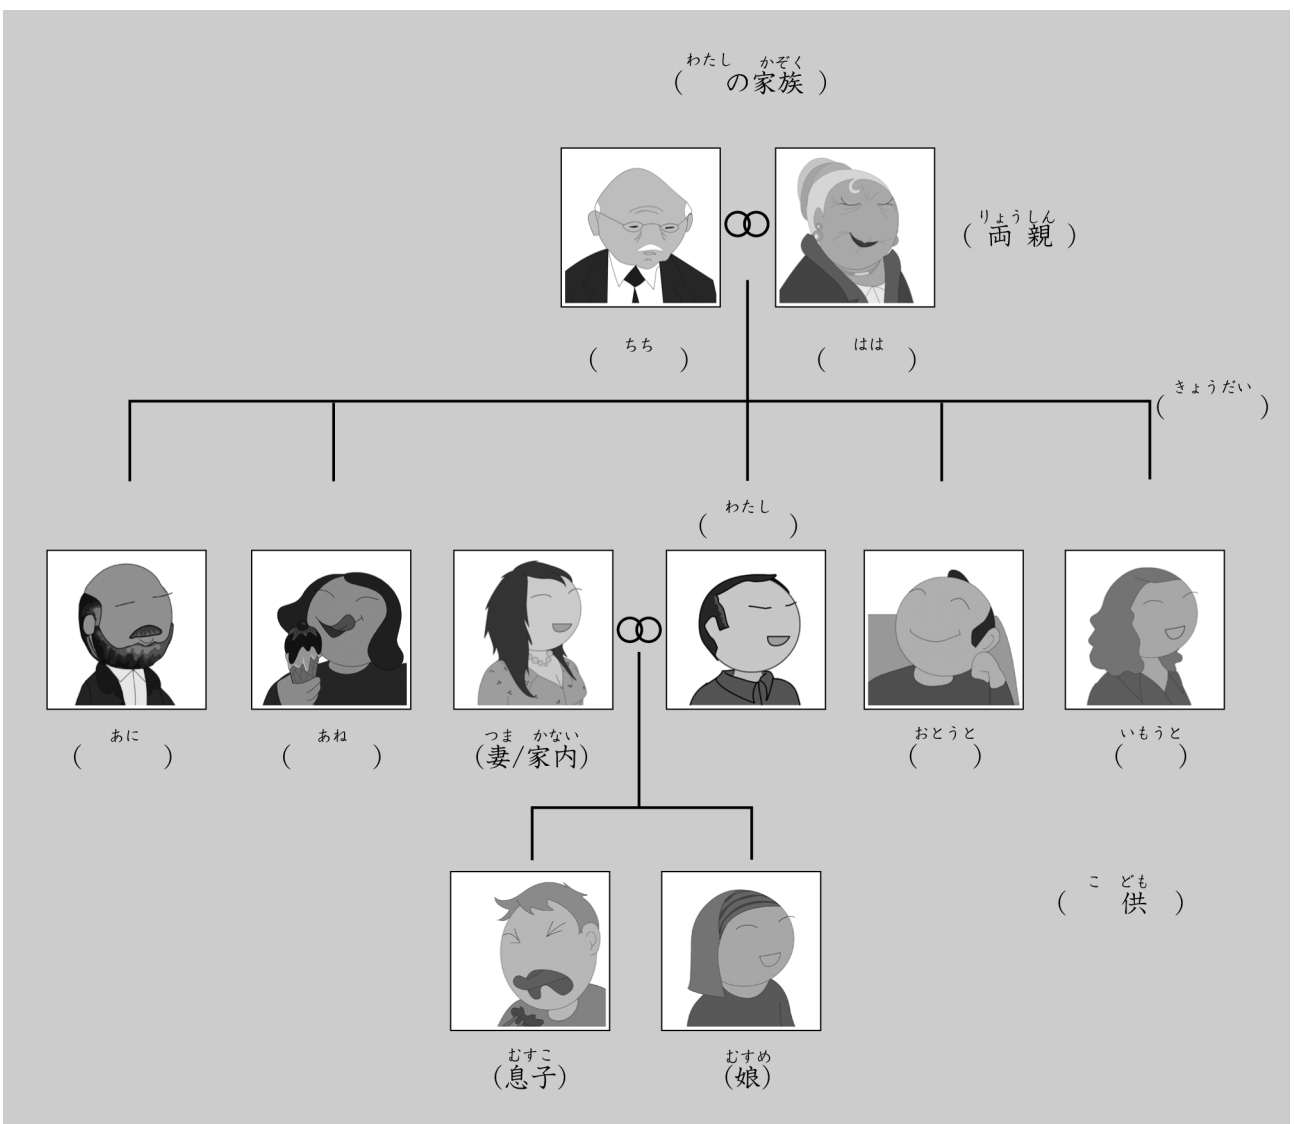 わたし かぞく
( の家族 )
りょうしん
( 両親 )
ちち
( )
はは
( )
きょうだい
( )
わたし
( )
あに
( )
あね
( )
つま かない
(妻/家内)
おとうと
( )
いもうと
( )
こ ども
( 供 )
むすこ
(息子)
むすめ
(娘)